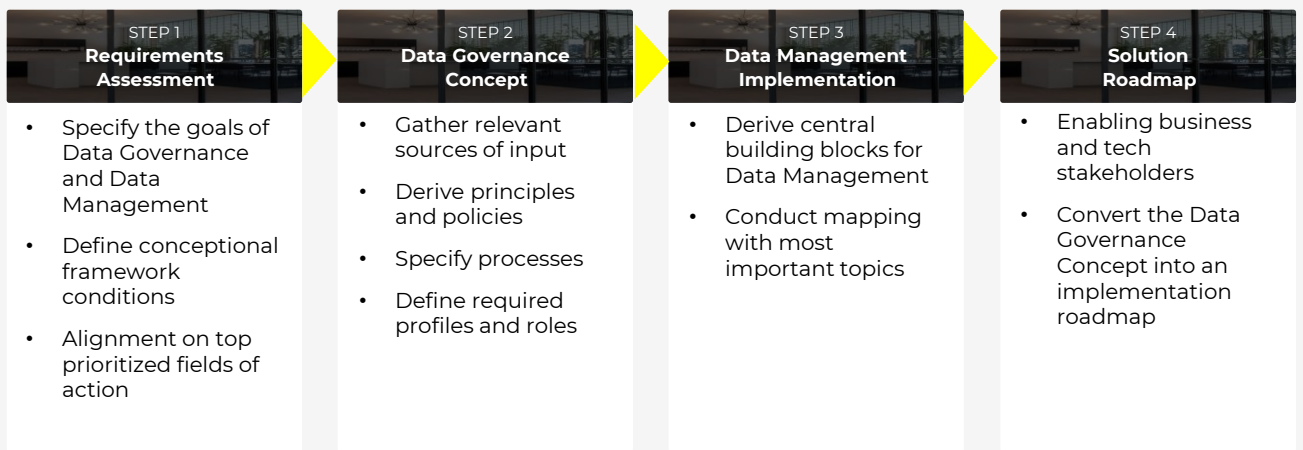 STEP 1
Requirements
Assessment
• Specify the goals of
Data Governance
and Data
Management
• Define conceptional
framework
conditions
• Alignment on top
prioritized fields of
action
STEP 2
Data Governance
Concept
• Gather relevant
sources of input
• Derive principles
and policies
• Specify processes
• Define required
profiles and roles
STEP 3
Data Management
Implementation
• Derive central
building blocks for
Data Management
• Conduct mapping
with most
important topics
STEP 4
Solution
Roadmap
• Enabling business
and tech
stakeholders
• Convert the Data
Governance
Concept into an
implementation
roadmap